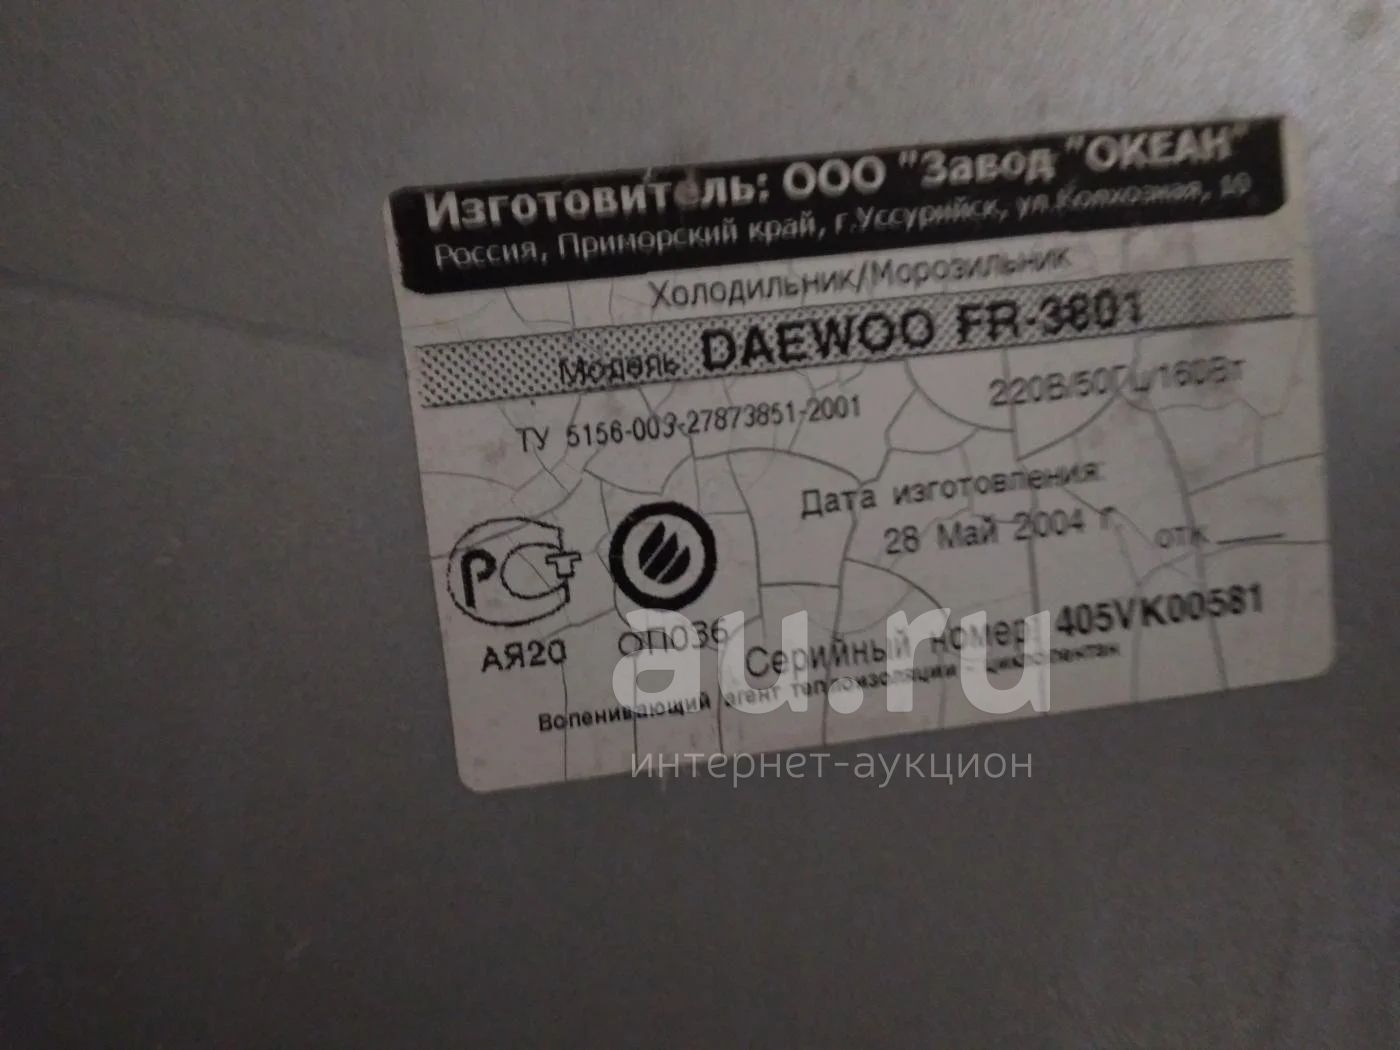 Изготовитель: ООО "Завод "ОКЕАН"
Россия, Приморский край, г.Уссурийск, ул.Колхозная, 10
Холодильник/Морозильник
Модель DAEWOO FR-3801
220В/50Гц/160Вт
ТУ 5156-003-27873851-2001
Дата изготовления:
28 Май 2004 г.
ОТК
РС
АЯ20
ОП036
Серийный номер: 405VK00581
Вспенивающий агент теплоизоляции - циклопентан
au.ru
интернет-аукцион